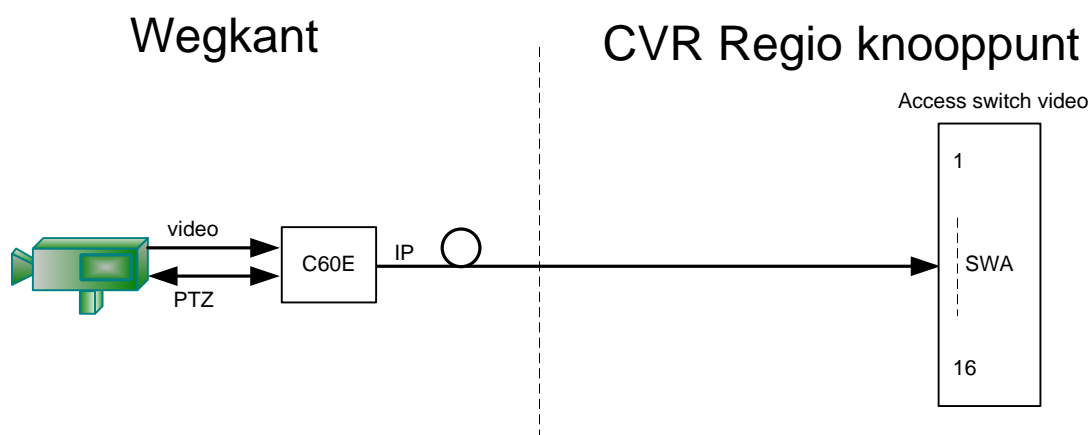 Wegkant
CVR Regio knooppunt
Access switch video
1
video
C60E
IP
SWA
PTZ
16